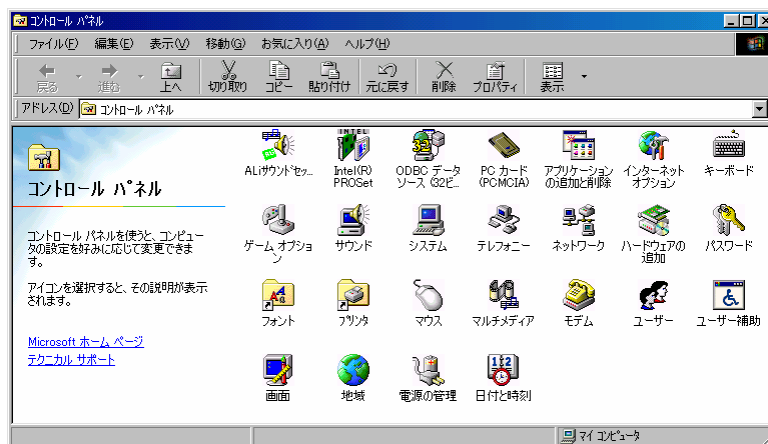 コントロール パネル
ファイル(F) 編集(E) 表示(V) 移動(G) お気に入り(A) ヘルプ(H)
戻る 進む 上へ 切り取り コピー 貼り付け 元に戻す 削除 プロパティ 表示
アドレス(D) コントロール パネル
コントロール パネル
コントロール パネルを使うと、コンピュー
タの設定を好みに応じて変更できま
す。
アイコンを選択すると、その説明が表示
されます。
Microsoft ホーム ページ
テクニカル サポート
ALiサウンドセッ...
Intel(R)
PROSet
ODBC データ
ソース (32ビ...
PC カード
(PCMCIA)
アプリケーション
の追加と削除
インターネット
オプション
キーボード
ゲーム オプショ
ン
サウンド
システム
テレフォニー
ネットワーク
ハードウェアの
追加
パスワード
フォント
プリンタ
マウス
マルチメディア
モデム
ユーザー
ユーザー補助
画面
地域
電源の管理
日付と時刻
マイ コンピュータ